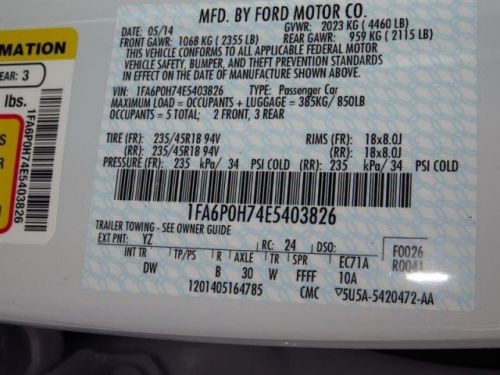 MFD. BY FORD MOTOR CO.
DATE: 05/14 GVWR: 2023 KG ( 4460 LB)
FRONT GAWR: 1068 KG ( 2355 LB) REAR GAWR: 959 KG ( 2115 LB)
THIS VEHICLE CONFORMS TO ALL APPLICABLE FEDERAL MOTOR
VEHICLE SAFETY, BUMPER, AND THEFT PREVENTION STANDARDS
IN EFFECT ON THE DATE OF MANUFACTURE SHOWN ABOVE.
VIN: 1FA6P0H74E5403826 TYPE: Passenger Car
MAXIMUM LOAD = OCCUPANTS + LUGGAGE = 385KG/ 850LB
OCCUPANTS = 5 TOTAL; 2 FRONT, 3 REAR
TIRE (FR): 235/45R18 94V RIMS (FR): 18x8.0J
(RR): 235/45R18 94V (RR): 18x8.0J
PRESSURE (FR): 235 kPa/ 34 PSI COLD (RR): 235 kPa/ 34 PSI COLD
1FA6P0H74E5403826
TRAILER TOWING - SEE OWNER GUIDE
EXT PNT: YZ RC: 24 DSO: F0026
INT TR TP/PS R AXLE TR SPR EC71A R0041
DW B 30 W FFFF 10A
1201405164785 CMC ▽5U5A-5420472-AA
MATION
EAR: 3
lbs.
1FA6P0H74E5403826